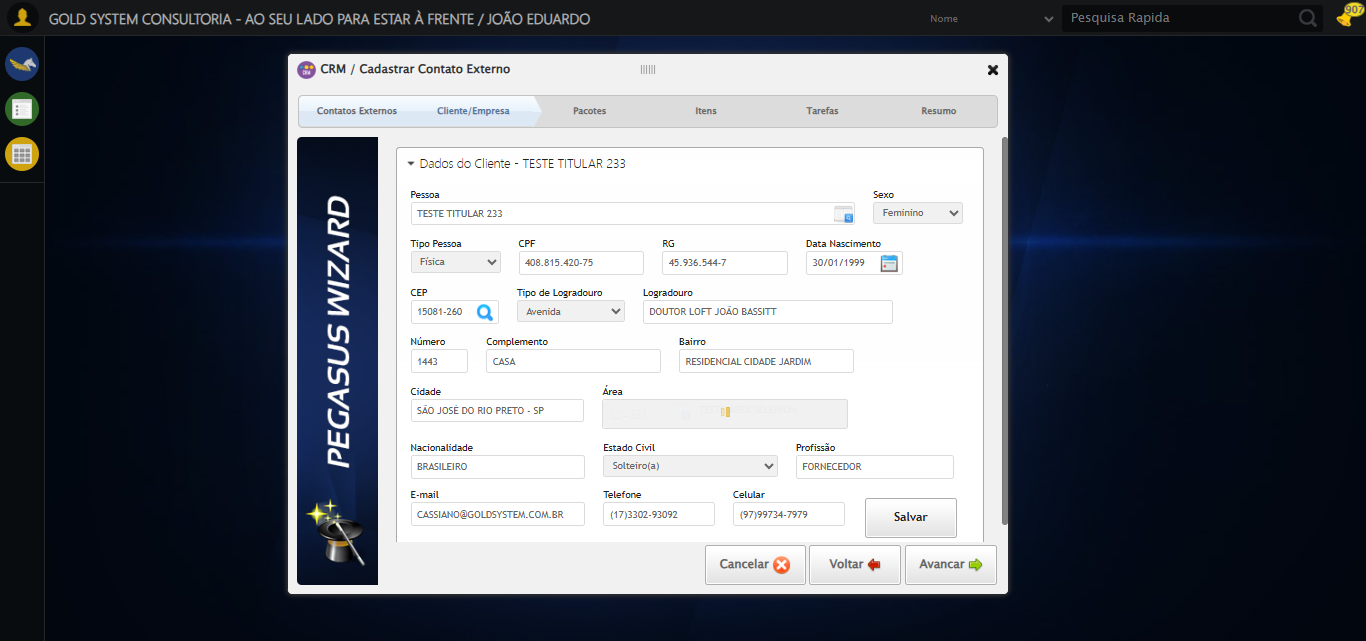 GOLD SYSTEM CONSULTORIA - AO SEU LADO PARA ESTAR À FRENTE / JOÃO EDUARDO
Nome
Pesquisa Rapida
907
CRM / Cadastrar Contato Externo
Contatos Externos
Cliente/Empresa
Pacotes
Itens
Tarefas
Resumo
PEGASUS WIZARD
Dados do Cliente - TESTE TITULAR 233
Pessoa
Sexo
TESTE TITULAR 233
Feminino
Tipo Pessoa
CPF
RG
Data Nascimento
Física
408.815.420-75
45.936.544-7
30/01/1999
CEP
Tipo de Logradouro
Logradouro
15081-260
Avenida
DOUTOR LOFT JOÃO BASSITT
Número
Complemento
Bairro
1443
CASA
RESIDENCIAL CIDADE JARDIM
Cidade
Área
SÃO JOSÉ DO RIO PRETO - SP
Nacionalidade
Estado Civil
Profissão
BRASILEIRO
Solteiro(a)
FORNECEDOR
E-mail
Telefone
Celular
CASSIANO@GOLDSYSTEM.COM.BR
(17)3302-93092
(97)99734-7979
Salvar
Cancelar
Voltar
Avancar